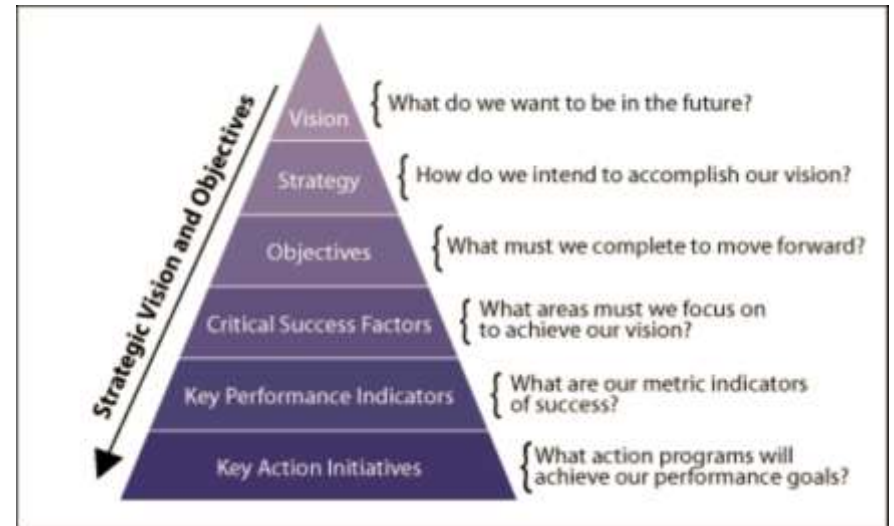 Strategic Vision and Objectives
Vision
What do we want to be in the future?
Strategy
How do we intend to accomplish our vision?
Objectives
What must we complete to move forward?
Critical Success Factors
What areas must we focus on
to achieve our vision?
Key Performance Indicators
What are our metric indicators
of success?
Key Action Initiatives
What action programs will
achieve our performance goals?